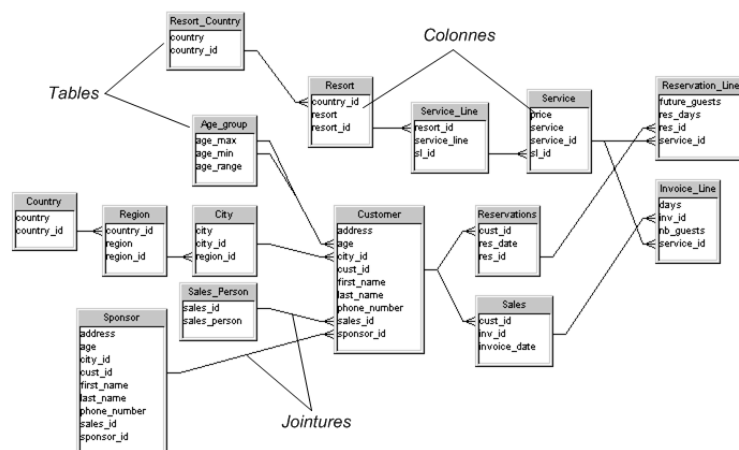 Resort_Country
country
country_id
Colonnes
Tables
Resort
country_id
resort
resort_id
Service_Line
resort_id
service_line
sl_id
Service
price
service
service_id
sl_id
Reservation_Line
future_guests
res_days
res_id
service_id
Age_group
age_max
age_min
age_range
Country
country
country_id
Region
country_id
region
region_id
City
city
city_id
region_id
Customer
address
age
city_id
cust_id
first_name
last_name
phone_number
sales_id
sponsor_id
Reservations
cust_id
res_date
res_id
Invoice_Line
days
inv_id
nb_guests
service_id
Sales_Person
sales_id
sales_person
Sales
cust_id
inv_id
invoice_date
Sponsor
address
age
city_id
cust_id
first_name
last_name
phone_number
sales_id
sponsor_id
Jointures